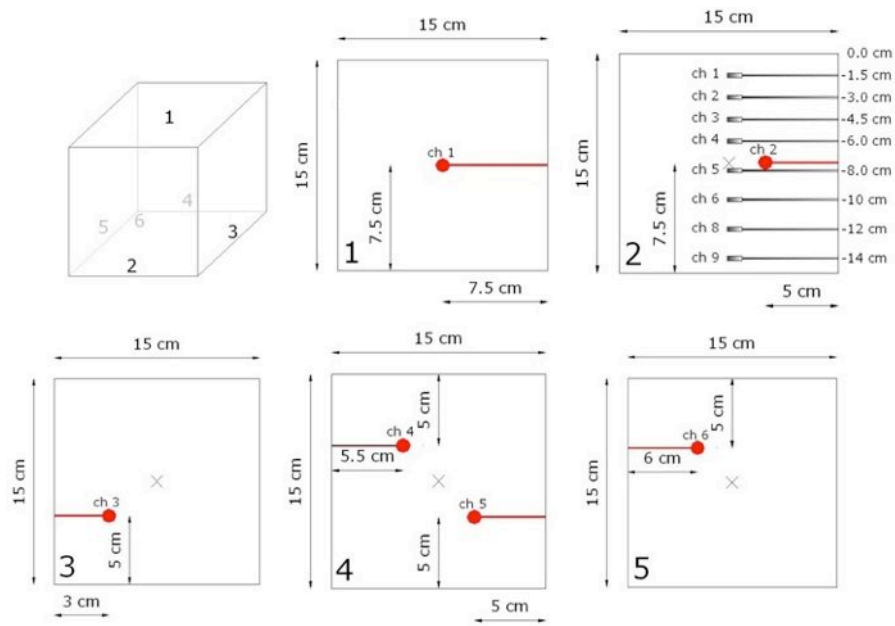 1
4
5
6
3
2
15 cm
15 cm
ch 1
7.5 cm
1
7.5 cm
15 cm
0.0 cm
ch 1
-1.5 cm
ch 2
-3.0 cm
ch 3
-4.5 cm
ch 4
-6.0 cm
15 cm
ch 2
ch 5
-8.0 cm
7.5 cm
ch 6
-10 cm
ch 8
-12 cm
ch 9
-14 cm
2
5 cm
15 cm
15 cm
ch 3
5 cm
3
3 cm
15 cm
15 cm
5 cm
ch 4
5.5 cm
ch 5
5 cm
4
5 cm
15 cm
15 cm
5 cm
ch 6
6 cm
5